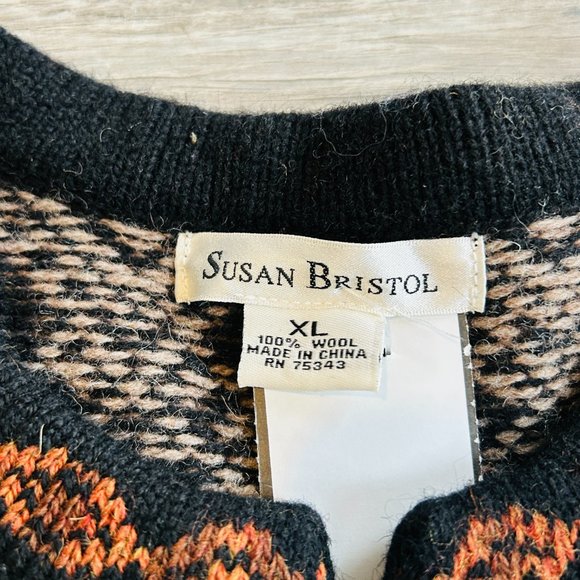 SUSAN BRISTOL
XL
100% WOOL
MADE IN CHINA
RN 75343